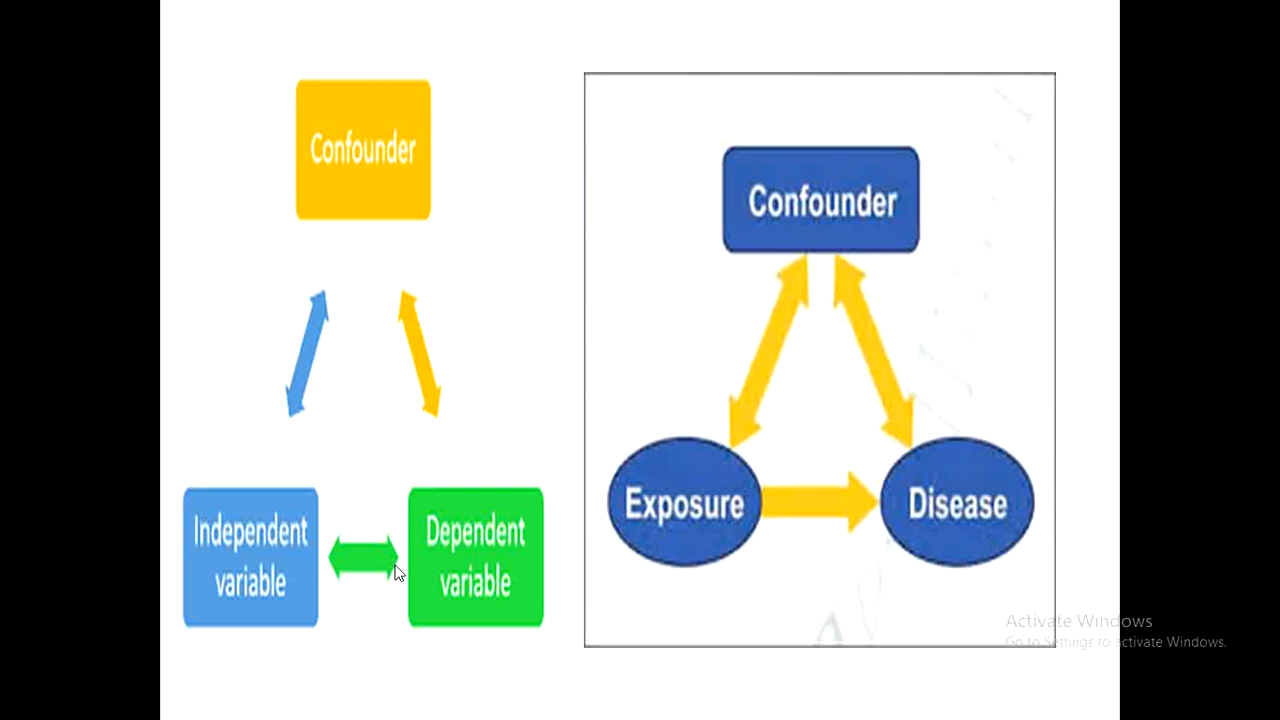 Confounder
Independent
variable
Dependent
variable
Confounder
Exposure
Disease
Activate Windows
Go to Settings to activate Windows.